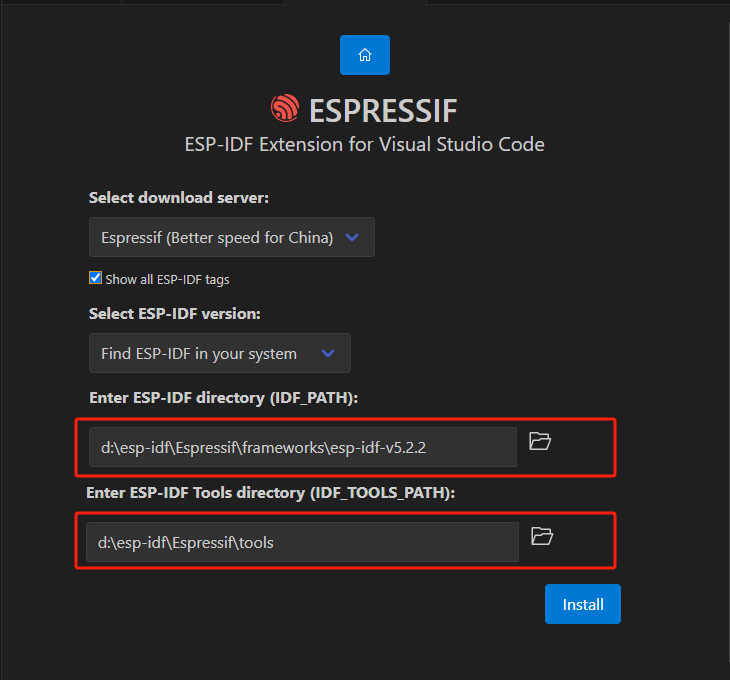 ESPRESSIF
ESP-IDF Extension for Visual Studio Code
Select download server:
Espressif (Better speed for China)
Show all ESP-IDF tags
Select ESP-IDF version:
Find ESP-IDF in your system
Enter ESP-IDF directory (IDF_PATH):
d:\esp-idf\Espressif\frameworks\esp-idf-v5.2.2
Enter ESP-IDF Tools directory (IDF_TOOLS_PATH):
d:\esp-idf\Espressif\tools
Install